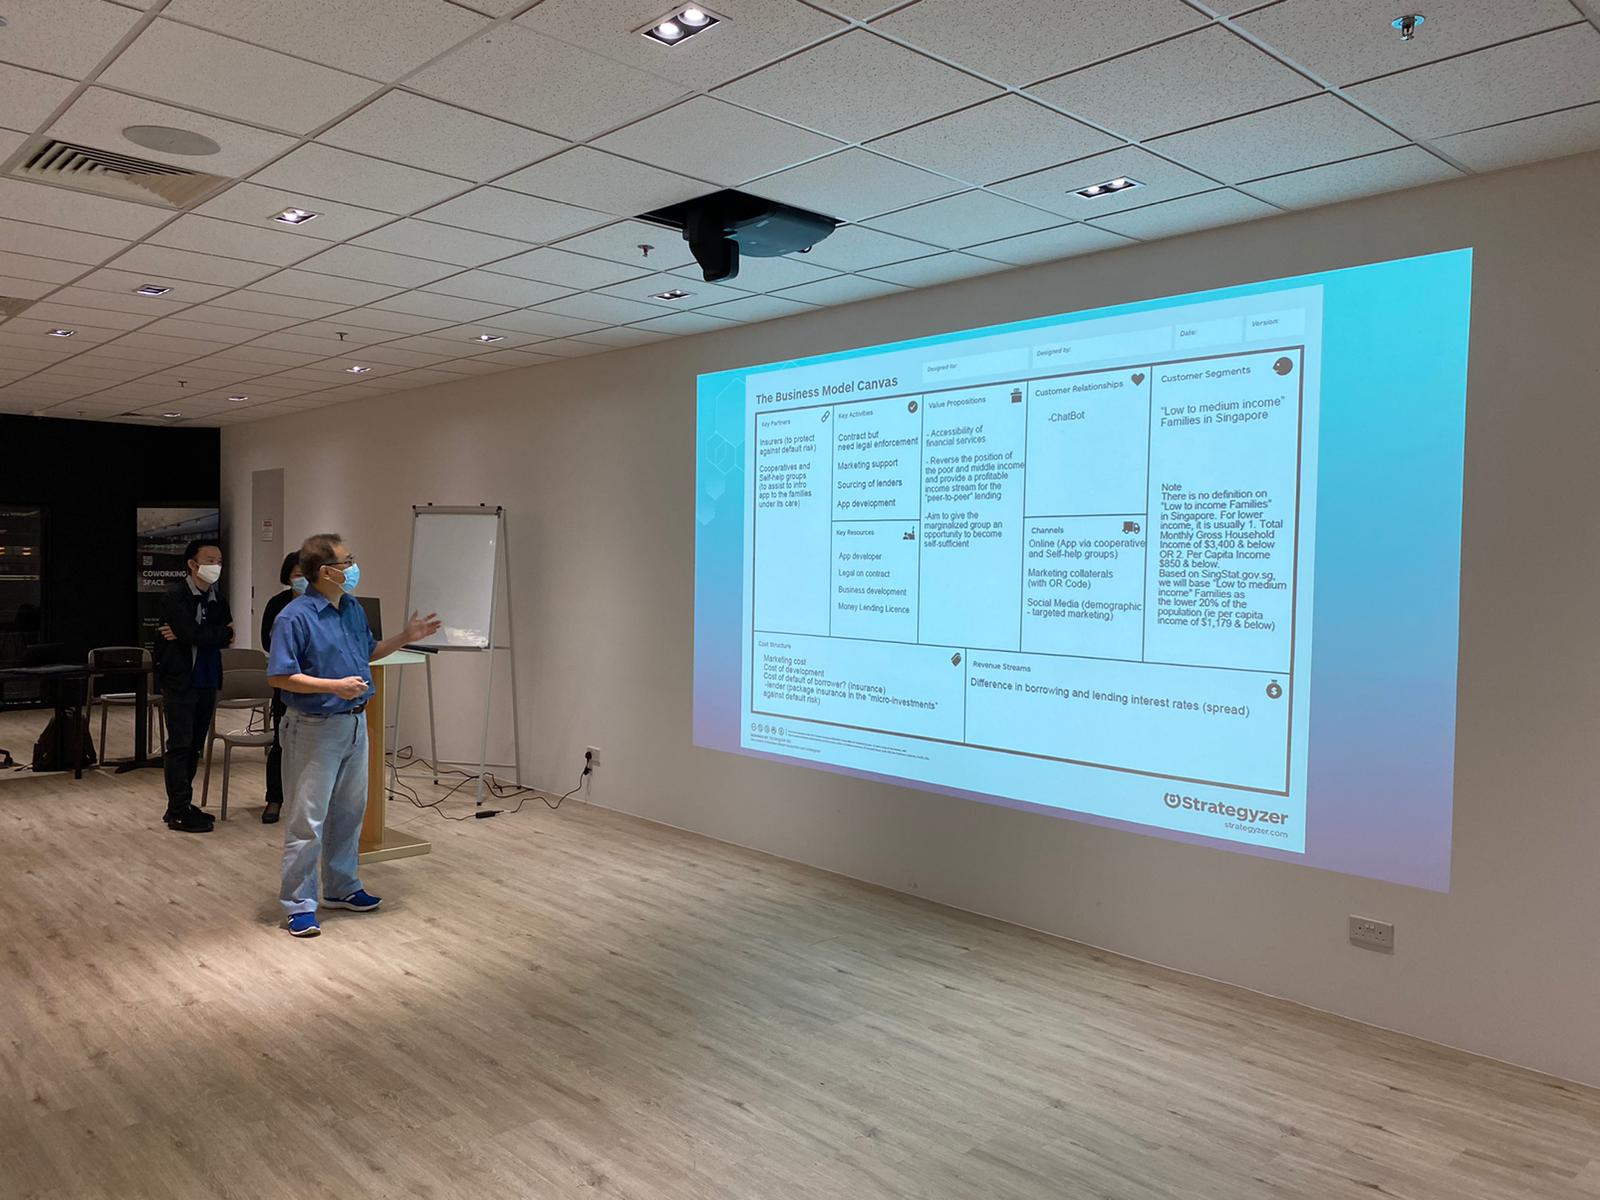 COWORKING
SPACE
The Business Model Canvas
Designed for:
Designed by:
Date:
Version:
Key Partners
Insurers (to protect
against default risk)
Cooperatives and
Self-help groups
(to assist to intro
app to the families
under its care)
Key Activities
Contract but
need legal enforcement
Marketing support
Sourcing of lenders
App development
Key Resources
App developer
Legal on contract
Business development
Money Lending Licence
Value Propositions
- Accessibility of
financial services
- Reverse the position of
the poor and middle income
and provide a profitable
income stream for the
"peer-to-peer" lending
-Aim to give the
marginalized group an
opportunity to become
self-sufficient
Customer Relationships
-ChatBot
Channels
Online (App via cooperative
and Self-help groups)
Marketing collaterals
(with OR Code)
Social Media (demographic
- targeted marketing)
Customer Segments
"Low to medium income"
Families in Singapore
Note
There is no definition on
"Low to income Families"
in Singapore. For lower
income, it is usually 1. Total
Monthly Gross Household
Income of $3,400 & below
OR 2. Per Capita Income
$850 & below.
Based on SingStat.gov.sg,
we will base "Low to medium
income" Families as
the lower 20% of the
population (ie per capita
income of $1,179 & below)
Cost Structure
Marketing cost
Cost of development
Cost of default of borrower? (insurance)
-lender (package insurance in the "micro-investments"
against default risk)
Revenue Streams
Difference in borrowing and lending interest rates (spread)
Strategyzer
strategyzer.com